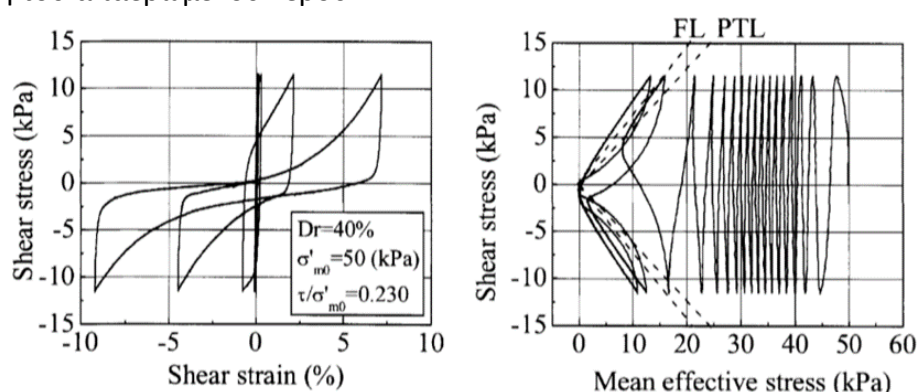 FL PTL
15
10
5
0
-5
-10
-15
Shear stress (kPa)
Dr=40%
σ'm0=50 (kPa)
τ/σ'm0=0.230
-10 -5 0 5 10
Shear strain (%)
15
10
5
0
-5
-10
-15
Shear stress (kPa)
0 10 20 30 40 50 60
Mean effective stress (kPa)